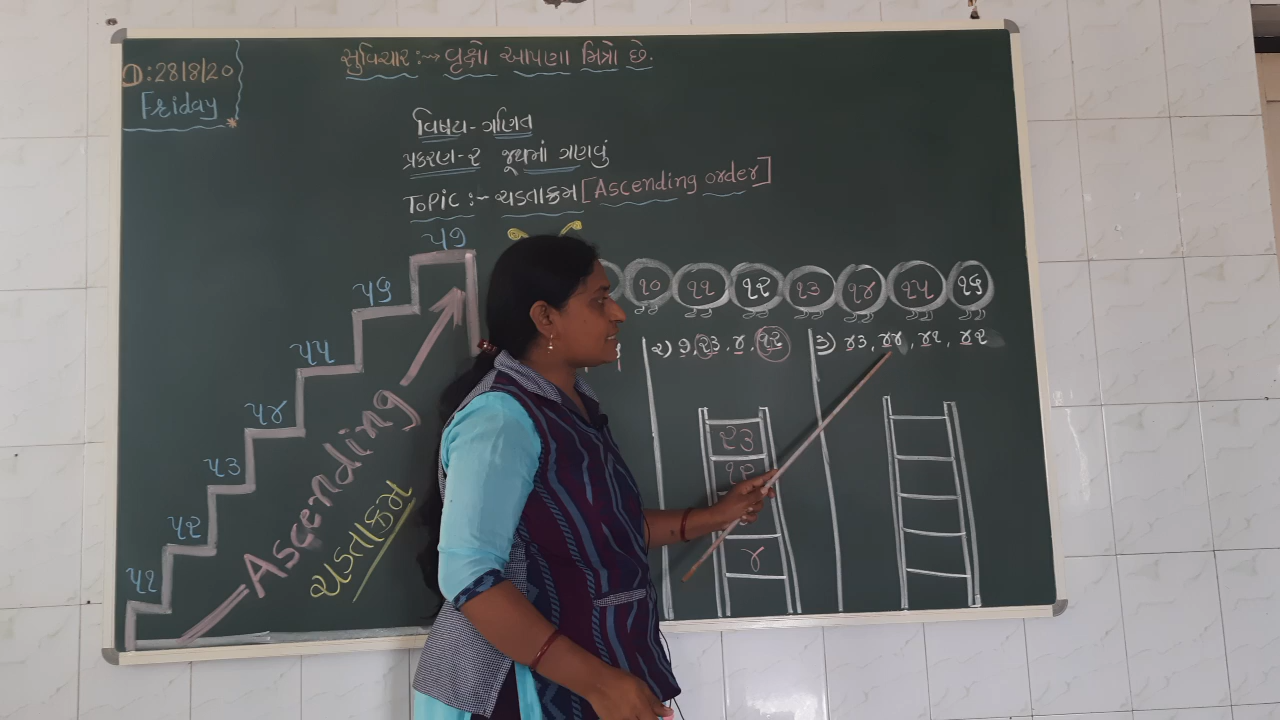 D:28/8/20
Friday
સુવિચાર:→ વૃક્ષો આપણા મિત્રો છે.
વિષય-ગણિત
પ્રકરણ-૨ જૂથમાં ગણવું
Topic :- ચડતાક્રમ [Ascending order]
૫૧
૫૨
૫૩
૫૪
૫૫
૫૬
૫૭
Ascending
ચડતાક્રમ
૧૦ ૧૧ ૧૨ ૧૩ ૧૪ ૧૫ ૧૬
૨) ૭, ૨૩, ૪, ૧૨
૨૩
૧૨
૪
૩) ૪૩, ૪૪, ૪૧, ૪૨